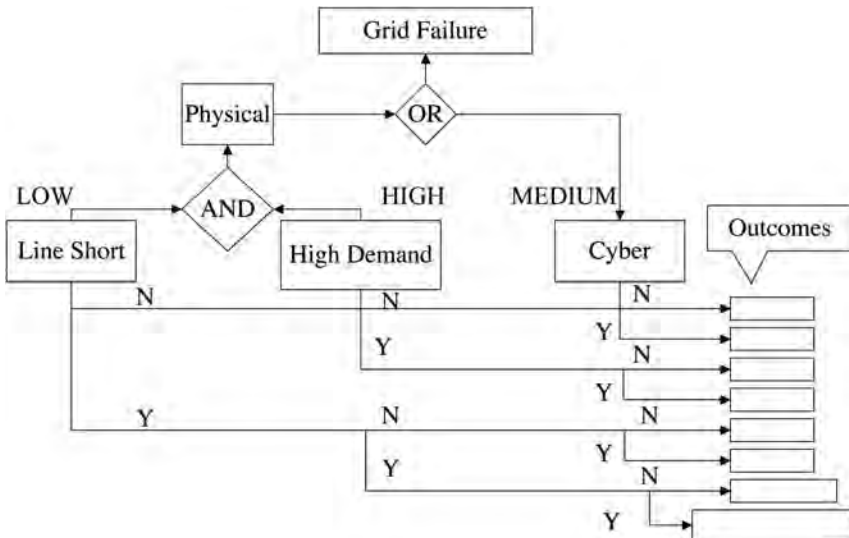 Grid Failure
Physical
OR
LOW
AND
HIGH
MEDIUM
Outcomes
Line Short
High Demand
Cyber
N
N
N
Y
Y
N
Y
Y
N
N
Y
Y
N
Y